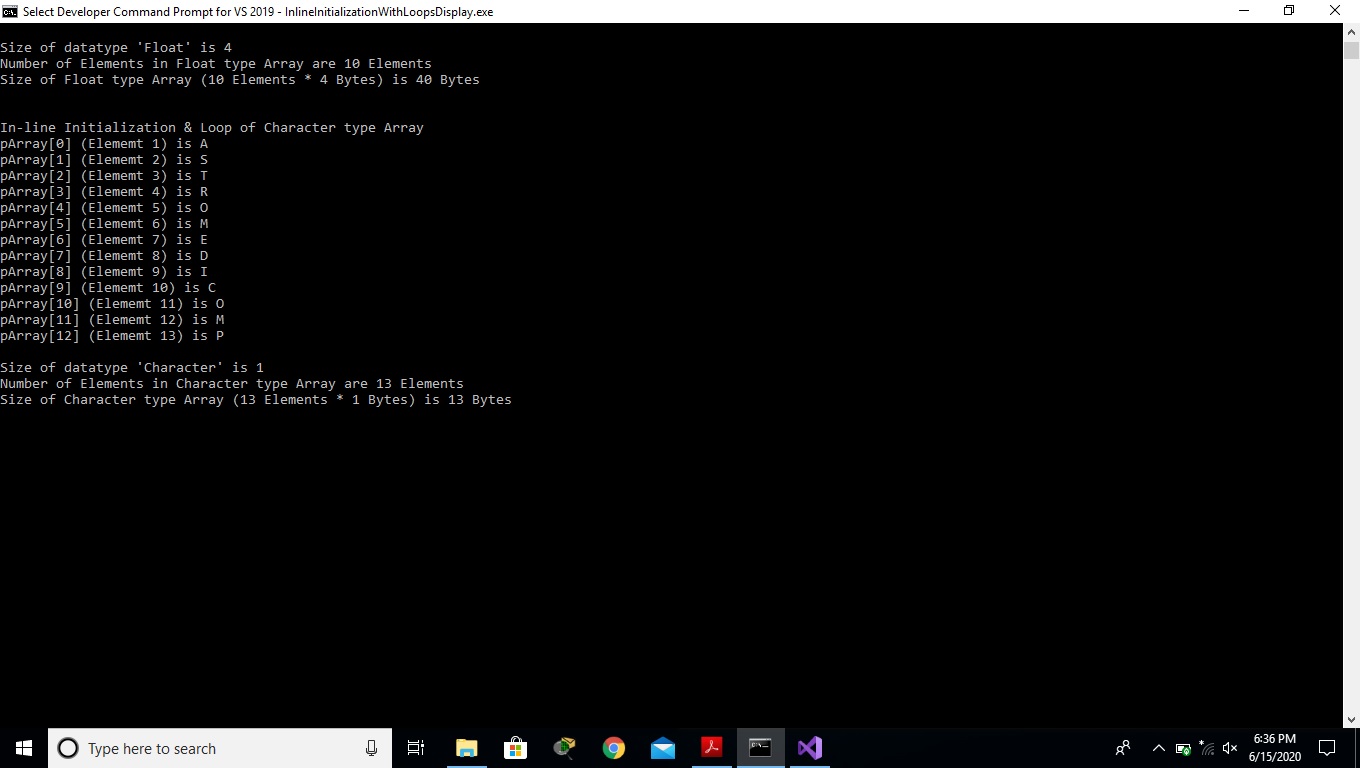 Select Developer Command Prompt for VS 2019 - InlineInitializationWithLoopsDisplay.exe
Size of datatype 'Float' is 4
Number of Elements in Float type Array are 10 Elements
Size of Float type Array (10 Elements * 4 Bytes) is 40 Bytes
In-line Initialization & Loop of Character type Array
pArray[0] (Elememt 1) is A
pArray[1] (Elememt 2) is S
pArray[2] (Elememt 3) is T
pArray[3] (Elememt 4) is R
pArray[4] (Elememt 5) is O
pArray[5] (Elememt 6) is M
pArray[6] (Elememt 7) is E
pArray[7] (Elememt 8) is D
pArray[8] (Elememt 9) is I
pArray[9] (Elememt 10) is C
pArray[10] (Elememt 11) is O
pArray[11] (Elememt 12) is M
pArray[12] (Elememt 13) is P
Size of datatype 'Character' is 1
Number of Elements in Character type Array are 13 Elements
Size of Character type Array (13 Elements * 1 Bytes) is 13 Bytes
Type here to search
6:36 PM
6/15/2020